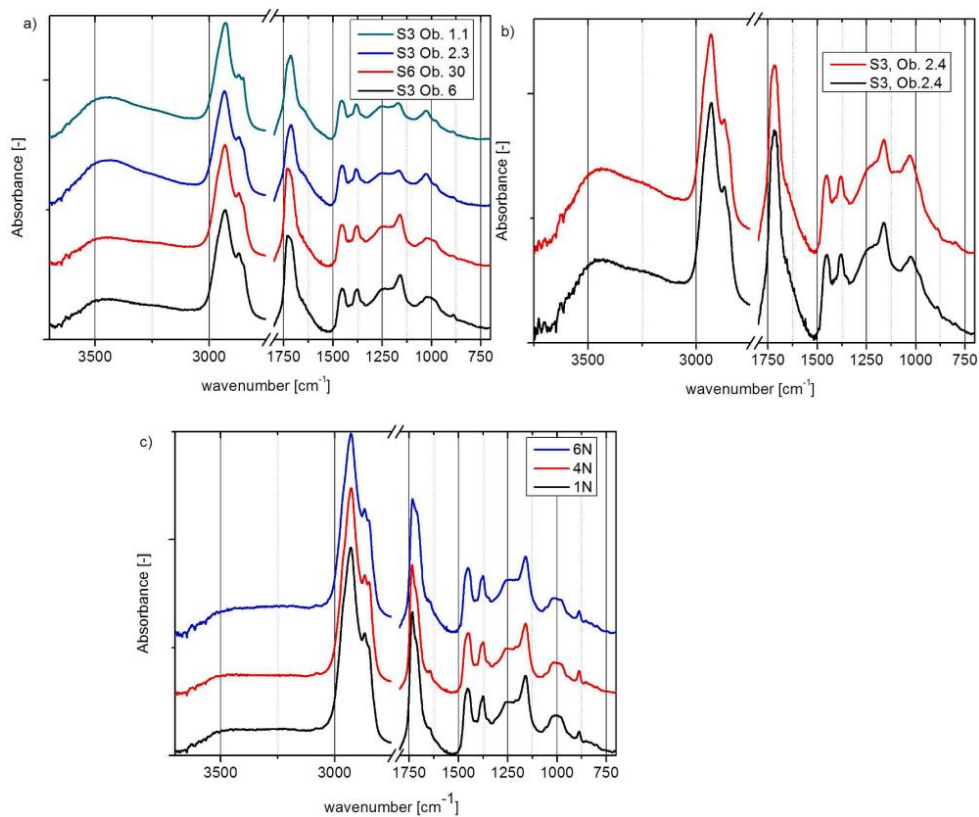 a)
S3 Ob. 1.1
S3 Ob. 2.3
S6 Ob. 30
S3 Ob. 6
Absorbance [-]
3500 3000 1750 1500 1250 1000 750
wavenumber [cm-1]
b)
S3, Ob. 2.4
S3, Ob.2.4
Absorbance [-]
3500 3000 1750 1500 1250 1000 750
wavenumber [cm-1]
c)
6N
4N
1N
Absorbance [-]
3500 3000 1750 1500 1250 1000 750
wavenumber [cm-1]